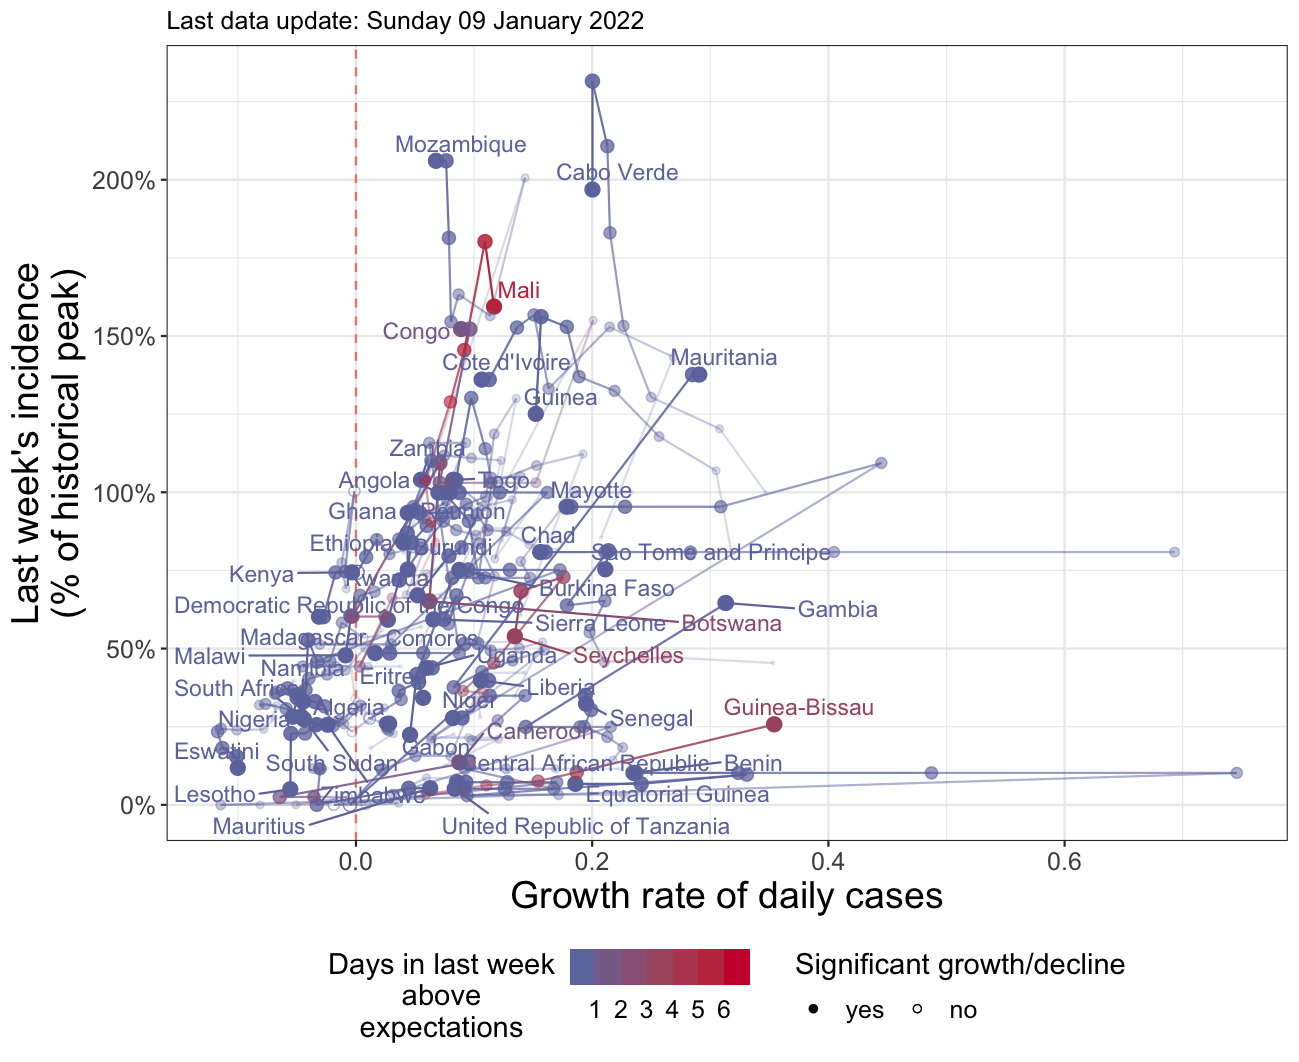 Last data update: Sunday 09 January 2022
Last week's incidence
(% of historical peak)
200%
150%
100%
50%
0%
Mozambique
Cabo Verde
Mali
Congo
Côte d'Ivoire
Mauritania
Guinea
Zambia
Angola
Togo
Mayotte
Ghana
Réunion
Ethiopia
Burundi
Chad
Sao Tome and Principe
Kenya
Rwanda
Burkina Faso
Democratic Republic of the Congo
Gambia
Sierra Leone
Botswana
Madagascar
Comoros
Malawi
Uganda
Seychelles
Namibia
Eritrea
South Africa
Liberia
Algeria
Niger
Nigeria
Senegal
Guinea-Bissau
Eswatini
Gabon
Cameroon
South Sudan
Central African Republic
Benin
Lesotho
Zimbabwe
Equatorial Guinea
Mauritius
United Republic of Tanzania
0.0
0.2
0.4
0.6
Growth rate of daily cases
Days in last week
above
expectations
1 2 3 4 5 6
Significant growth/decline
yes
no